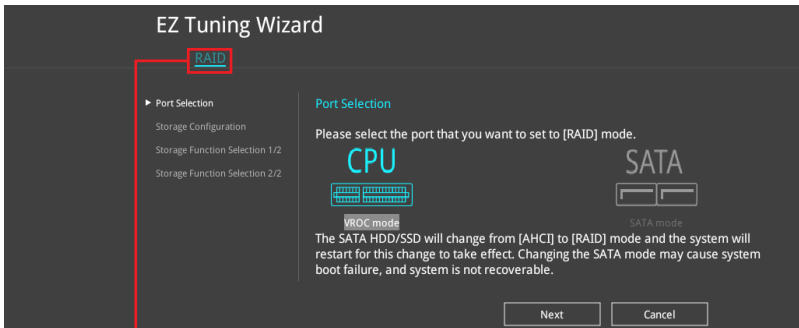 EZ Tuning Wizard
RAID
Port Selection
Storage Configuration
Storage Function Selection 1/2
Storage Function Selection 2/2
Port Selection
Please select the port that you want to set to [RAID] mode.
CPU
SATA
VROC mode
SATA mode
The SATA HDD/SSD will change from [AHCI] to [RAID] mode and the system will
restart for this change to take effect. Changing the SATA mode may cause system
boot failure, and system is not recoverable.
Next
Cancel